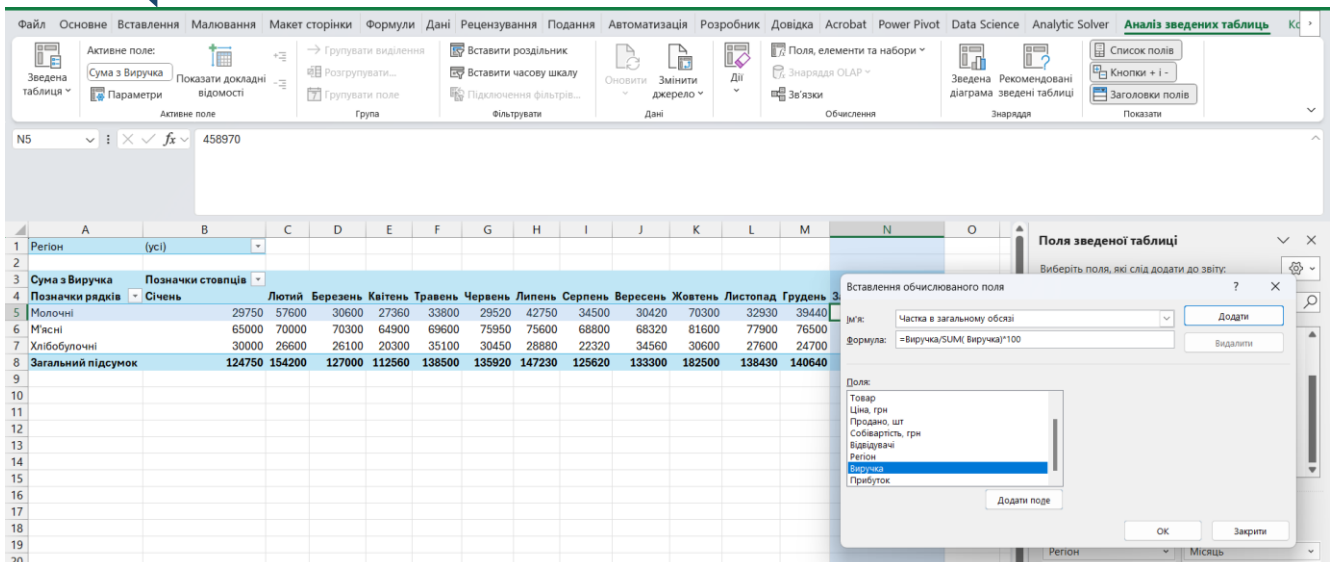 Файл Основне Вставлення Малювання Макет сторінки Формули Дані Рецензування Подання Автоматизація Розробник Довідка Acrobat Power Pivot Data Science Analytic Solver Аналіз зведених таблиць
Зведена таблиця
Активне поле:
Сума з Виручка
Параметри
Показати докладні відомості
Активне поле
Групувати виділення
Розгрупувати...
Групувати поле
Група
Вставити роздільник
Вставити часову шкалу
Підключення фільтрів...
Фільтрувати
Оновити
Змінити джерело
Дані
Дії
Поля, елементи та набори
Знаряддя OLAP
Зв'язки
Обчислення
Зведена діаграма
Рекомендовані зведені таблиці
Знаряддя
Список полів
Кнопки + і -
Заголовки полів
Показати
N5 fx 458970
A B C D E F G H I J K L M N O
1 Регіон (усі)
2
3 Сума з Виручка Позначки стовпців
4 Позначки рядків Січень Лютий Березень Квітень Травень Червень Липень Серпень Вересень Жовтень Листопад Грудень
5 Молочні 29750 57600 30600 27360 33800 29520 42750 34500 30420 70300 32930 39440
6 М'ясні 65000 70000 70300 64900 69600 75950 75600 68800 68320 81600 77900 76500
7 Хлібобулочні 30000 26600 26100 20300 35100 30450 28880 22320 34560 30600 27600 24700
8 Загальний підсумок 124750 154200 127000 112560 138500 135920 147230 125620 133300 182500 138430 140640
9
10
11
12
13
14
15
16
17
18
19
20
Поля зведеної таблиці
Виберіть поля, які слід додати до звіту:
Вставлення обчислюваного поля ?
Ім'я: Частка в загальному обсязі Додати
Формула: =Виручка/SUM( Виручка)*100 Видалити
Поля:
Товар
Ціна, грн
Продано, шт
Собівартість, грн
Відвідувачі
Регіон
Виручка
Прибуток
Додати поле
OK Закрити
Регіон Місяць